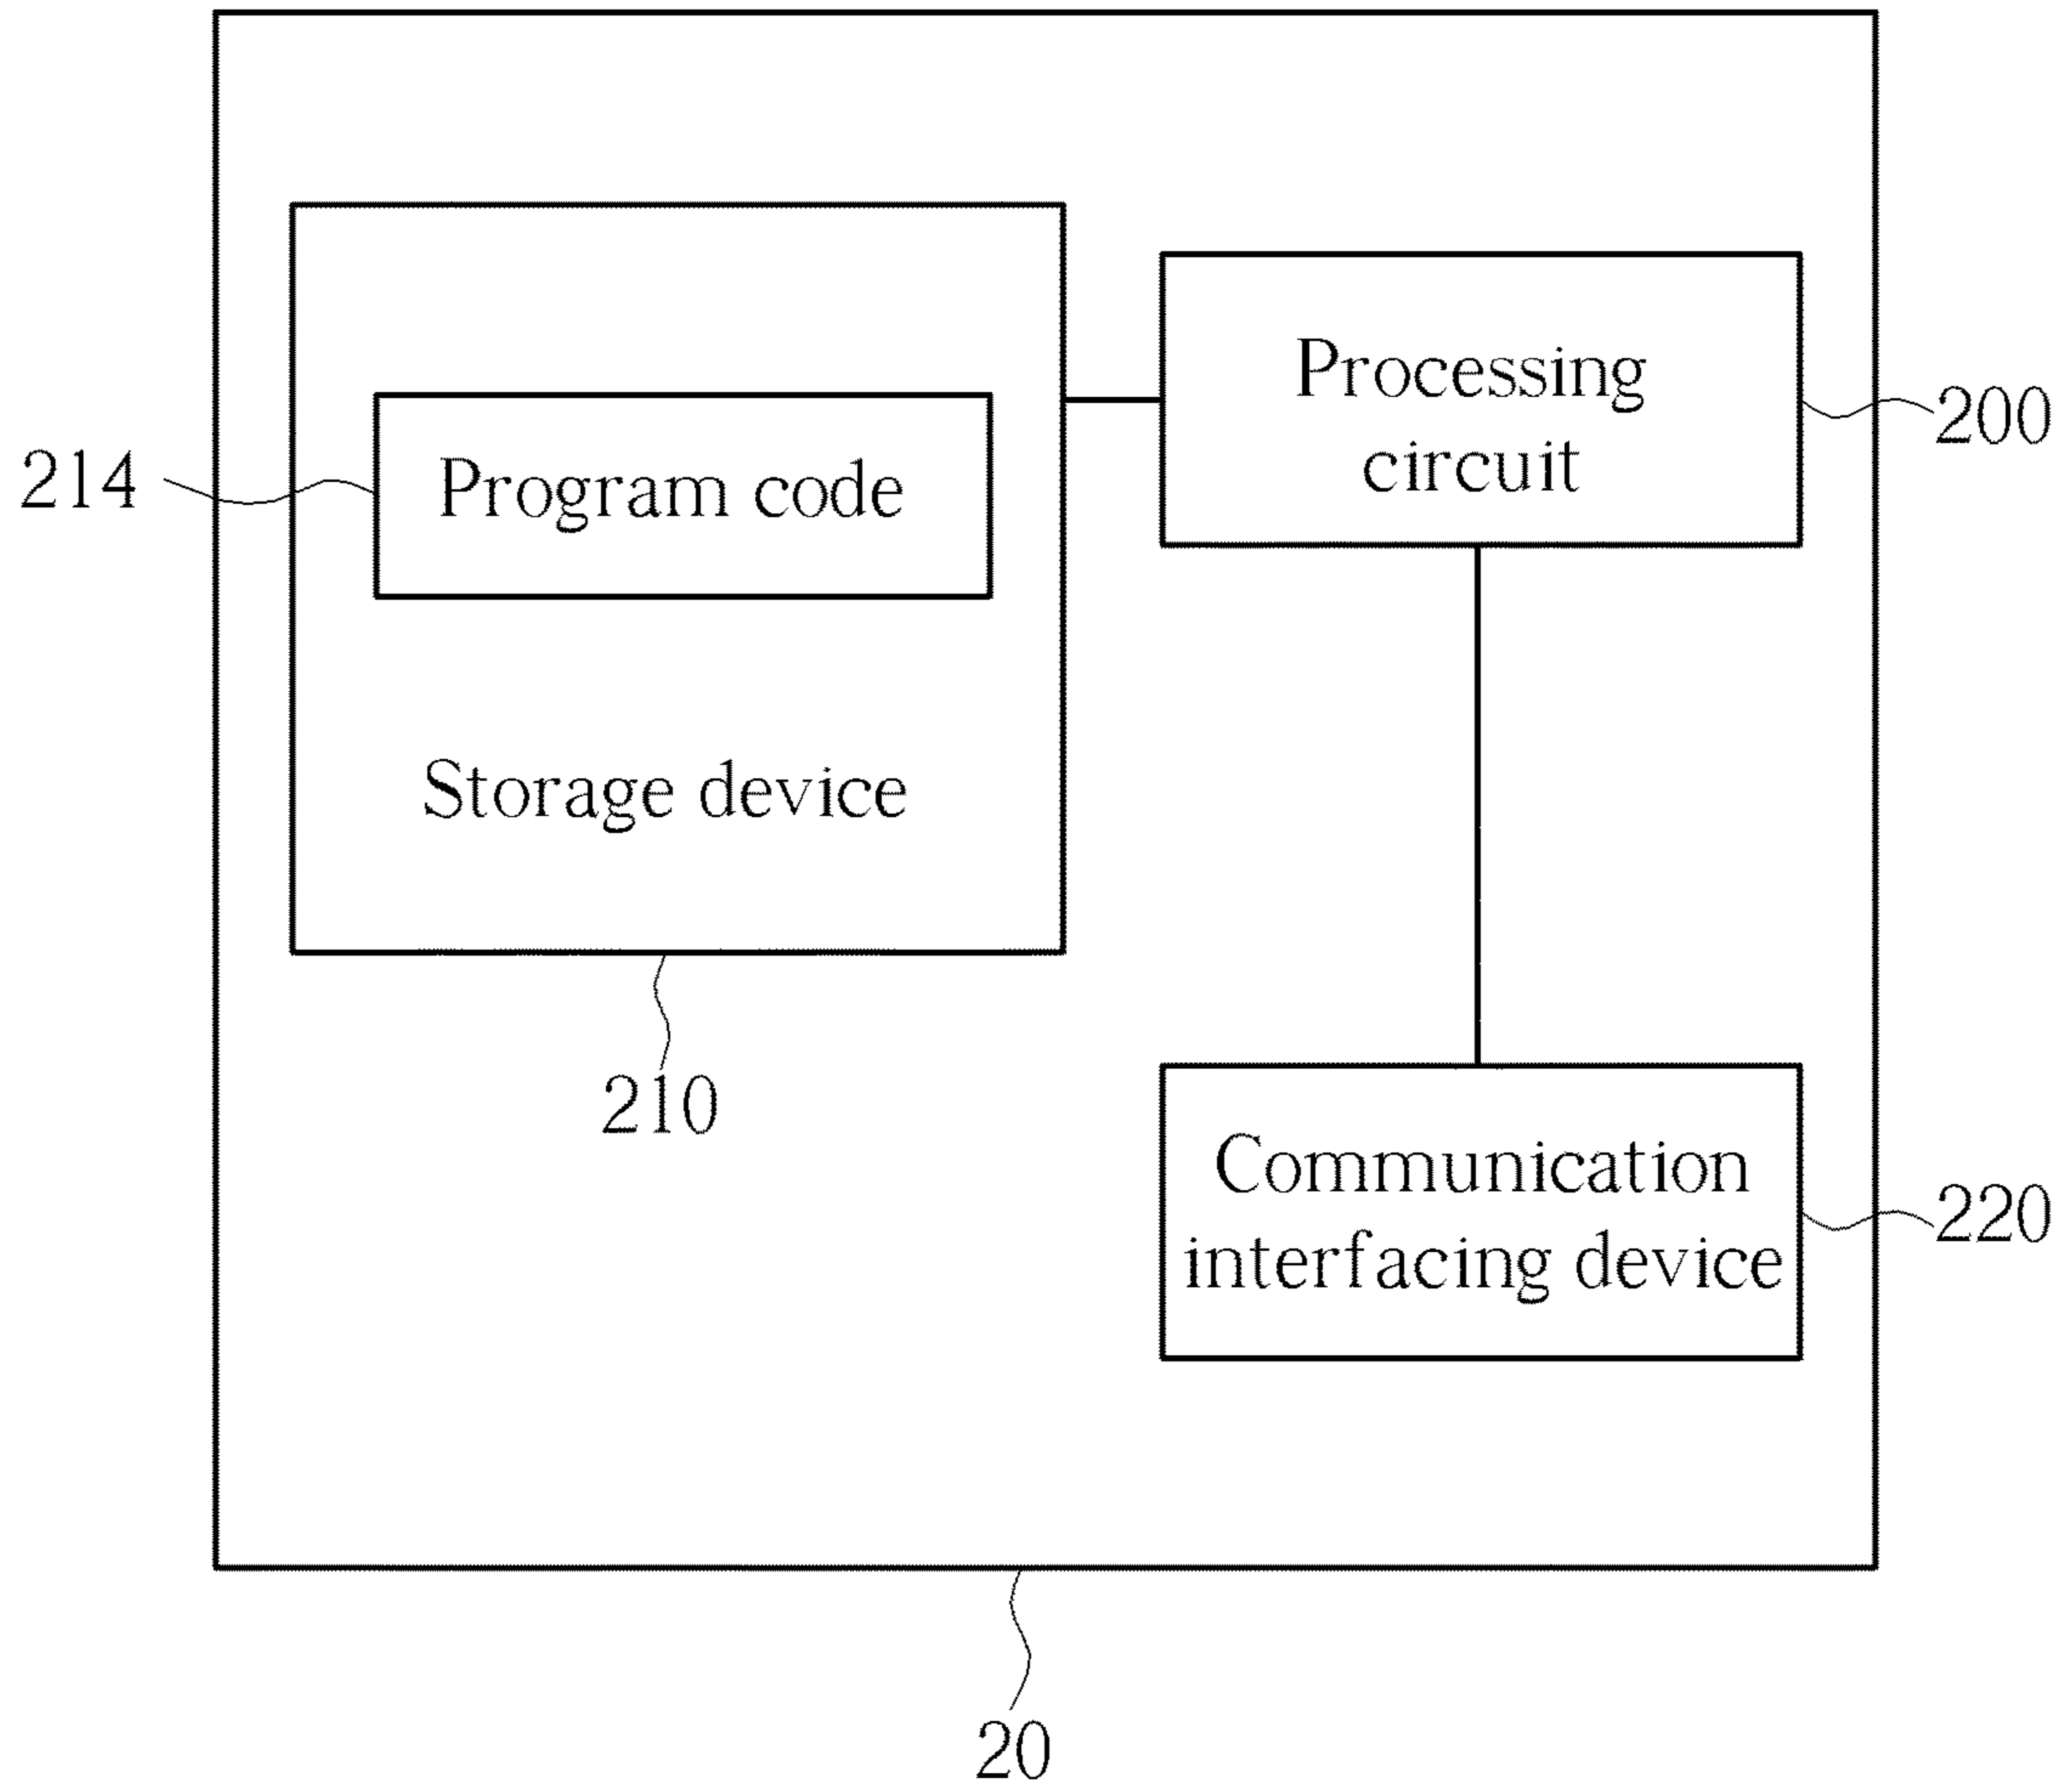 Processing
circuit
200
214
Program code
Storage device
210
Communication
interfacing device
220
20